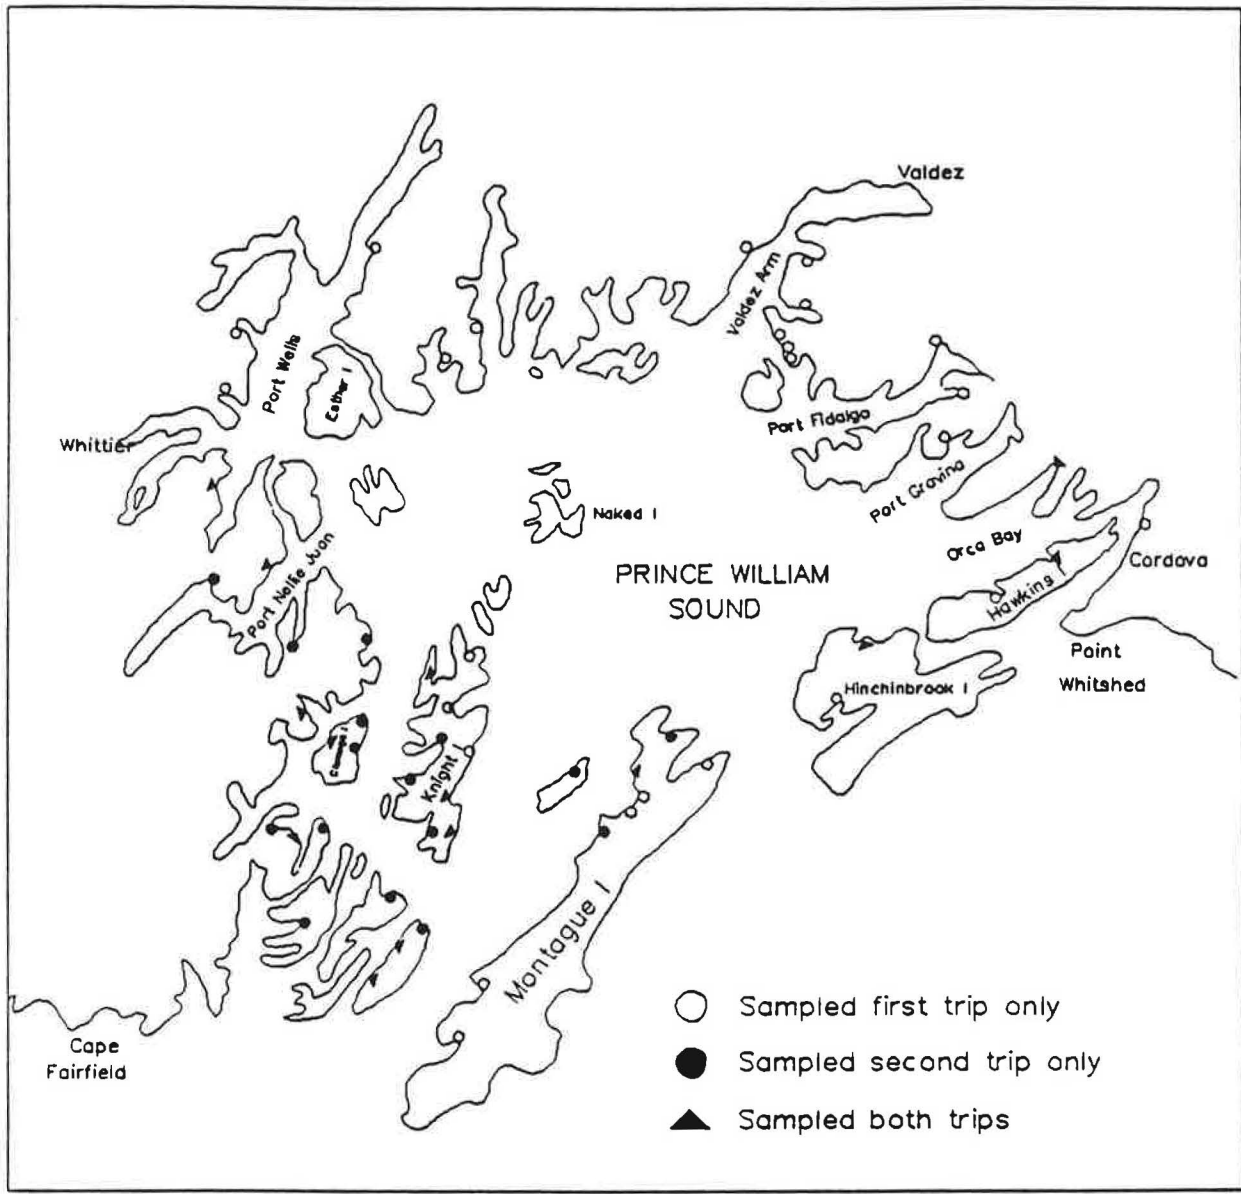 Valdez
Valdez Arm
Port Wells
Esther I
Whittier
Port Fidalgo
Port Gravina
Naked I
Orca Bay
Port Nellie Juan
PRINCE WILLIAM
SOUND
Cordova
Hawkins I
Point
Whitshed
Hinchinbrook I
Knight I
Montague I
Cape
Fairfield
Sampled first trip only
Sampled second trip only
Sampled both trips